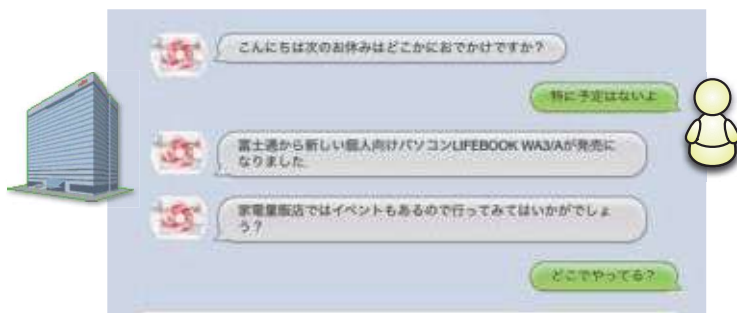 こんにちは次のお休みはどこかにおでかけですか？
特に予定はないよ
富士通から新しい個人向けパソコンLIFEBOOK WA3/Aが発売に
なりました
家電量販店ではイベントもあるので行ってみてはいかがでしょ
う？
どこでやってる？